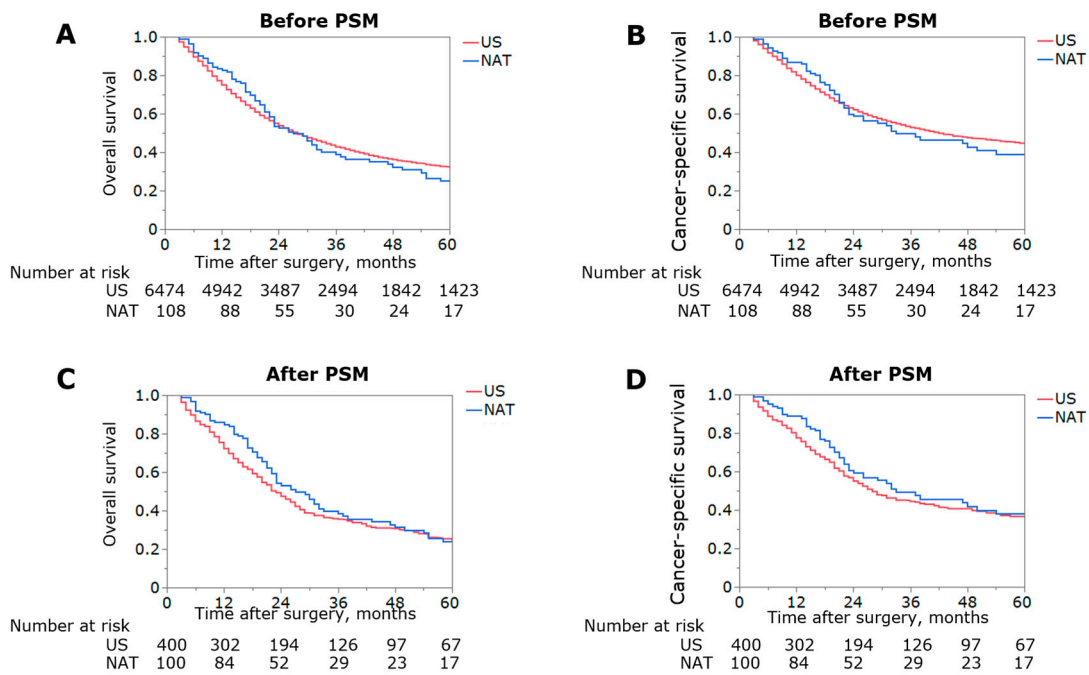 A
Before PSM
US
NAT
Overall survival
1.0
0.8
0.6
0.4
0.2
0
0 12 24 36 48 60
Time after surgery, months
Number at risk
US 6474 4942 3487 2494 1842 1423
NAT 108 88 55 30 24 17
B
Before PSM
US
NAT
Cancer-specific survival
1.0
0.8
0.6
0.4
0.2
0
0 12 24 36 48 60
Time after surgery, months
Number at risk
US 6474 4942 3487 2494 1842 1423
NAT 108 88 55 30 24 17
C
After PSM
US
NAT
Overall survival
1.0
0.8
0.6
0.4
0.2
0
0 12 24 36 48 60
Time after surgery, months
Number at risk
US 400 302 194 126 97 67
NAT 100 84 52 29 23 17
D
After PSM
US
NAT
Cancer-specific survival
1.0
0.8
0.6
0.4
0.2
0
0 12 24 36 48 60
Time after surgery, months
Number at risk
US 400 302 194 126 97 67
NAT 100 84 52 29 23 17